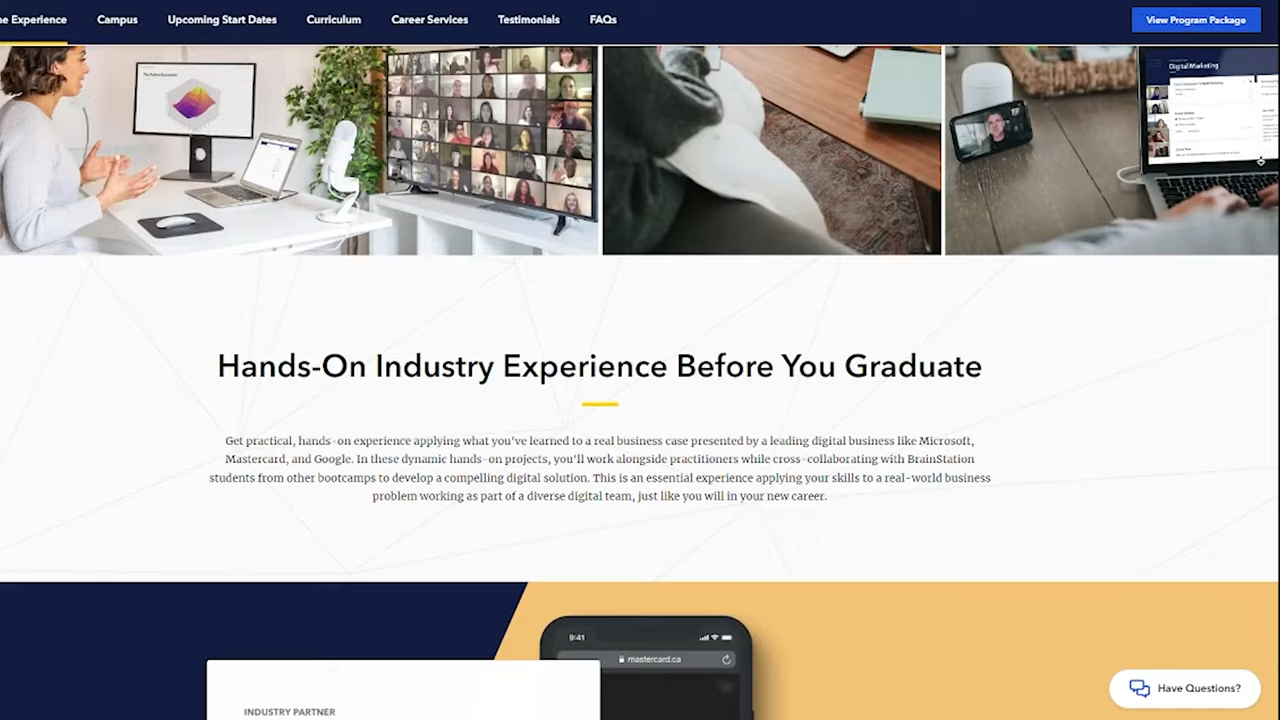 ne Experience
Campus
Upcoming Start Dates
Curriculum
Career Services
Testimonials
FAQs
View Program Package
Digital Marketing
Hands-On Industry Experience Before You Graduate
Get practical, hands-on experience applying what you've learned to a real business case presented by a leading digital business like Microsoft,
Mastercard, and Google. In these dynamic hands-on projects, you'll work alongside practitioners while cross-collaborating with BrainStation
students from other bootcamps to develop a compelling digital solution. This is an essential experience applying your skills to a real-world business
problem working as part of a diverse digital team, just like you will in your new career.
9:41
mastercard.ca
INDUSTRY PARTNER
Have Questions?